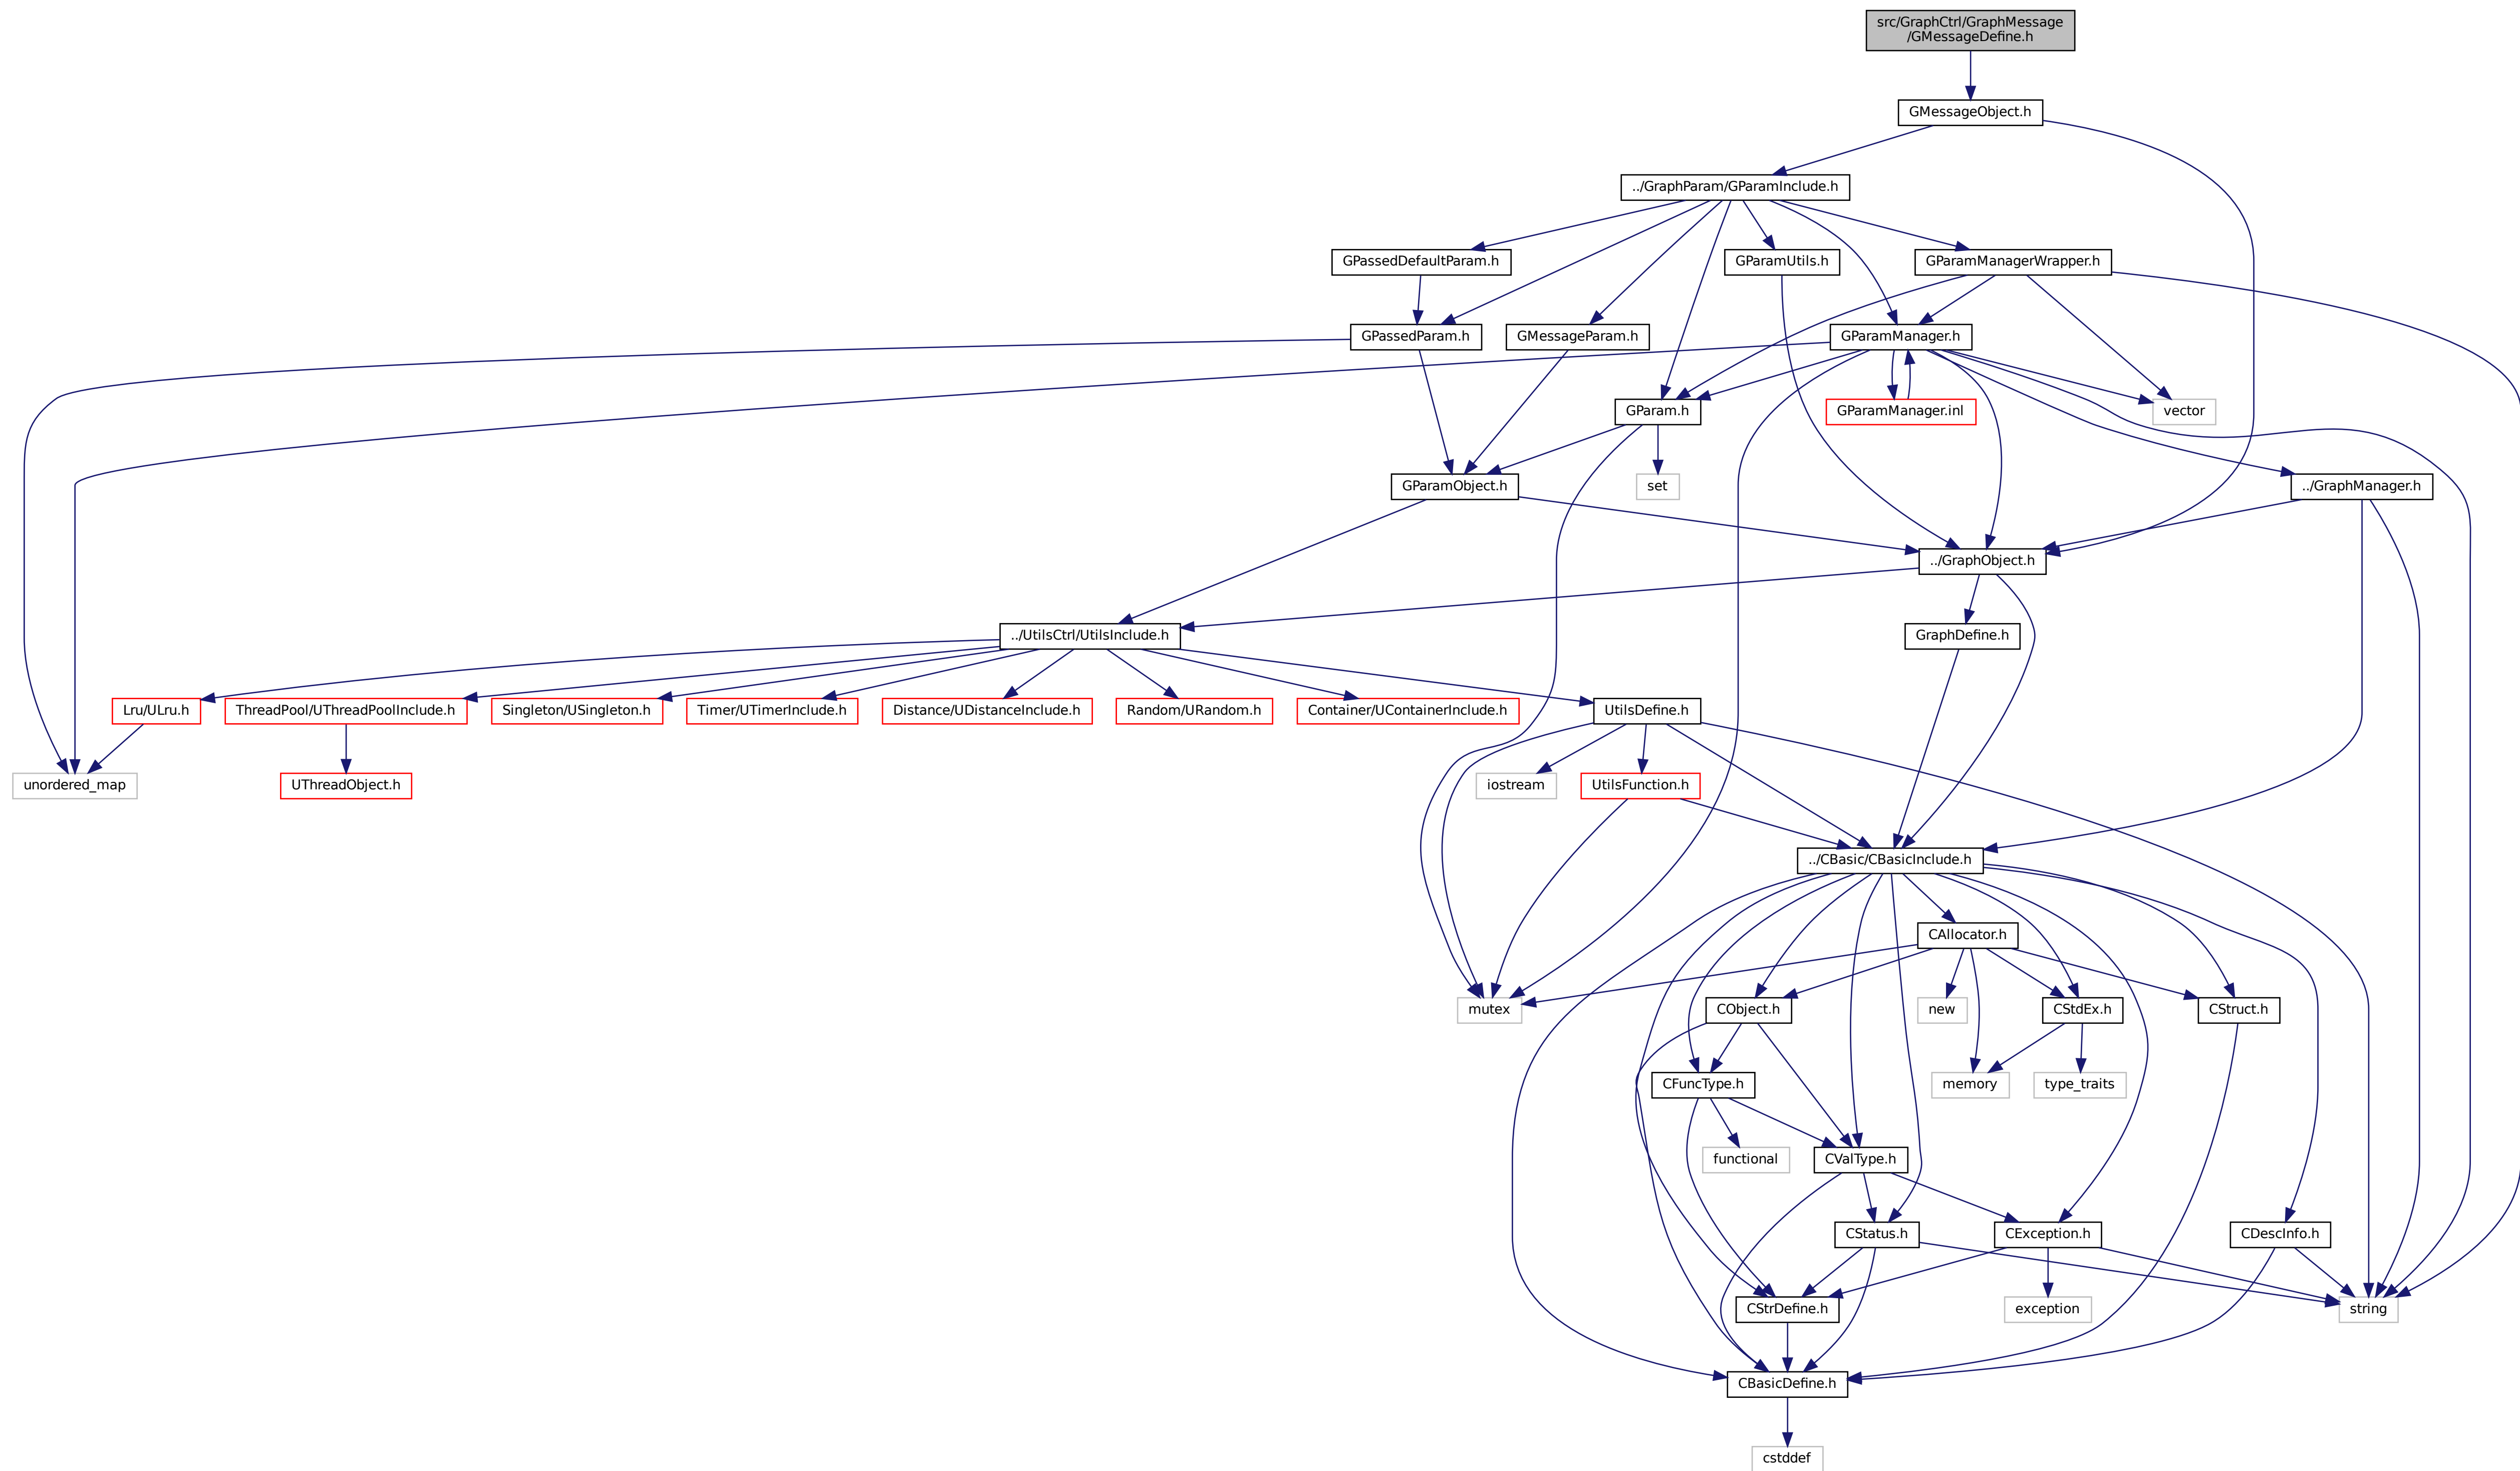 src/GraphCtrl/GraphMessage
/GMessageDefine.h
GMessageObject.h
../GraphParam/GParamInclude.h
GPassedDefaultParam.h
GParamUtils.h
GParamManagerWrapper.h
GPassedParam.h
GMessageParam.h
GParamManager.h
GParam.h
GParamManager.inl
vector
GParamObject.h
set
../GraphManager.h
../GraphObject.h
../UtilsCtrl/UtilsInclude.h
GraphDefine.h
Lru/ULru.h
ThreadPool/UThreadPoolInclude.h
Singleton/USingleton.h
Timer/UTimerInclude.h
Distance/UDistanceInclude.h
Random/URandom.h
Container/UContainerInclude.h
UtilsDefine.h
unordered_map
UThreadObject.h
iostream
UtilsFunction.h
../CBasic/CBasicInclude.h
CAllocator.h
mutex
CObject.h
new
CStdEx.h
CStruct.h
CFuncType.h
memory
type_traits
functional
CValType.h
CStatus.h
CException.h
CDescInfo.h
CStrDefine.h
exception
string
CBasicDefine.h
cstddef